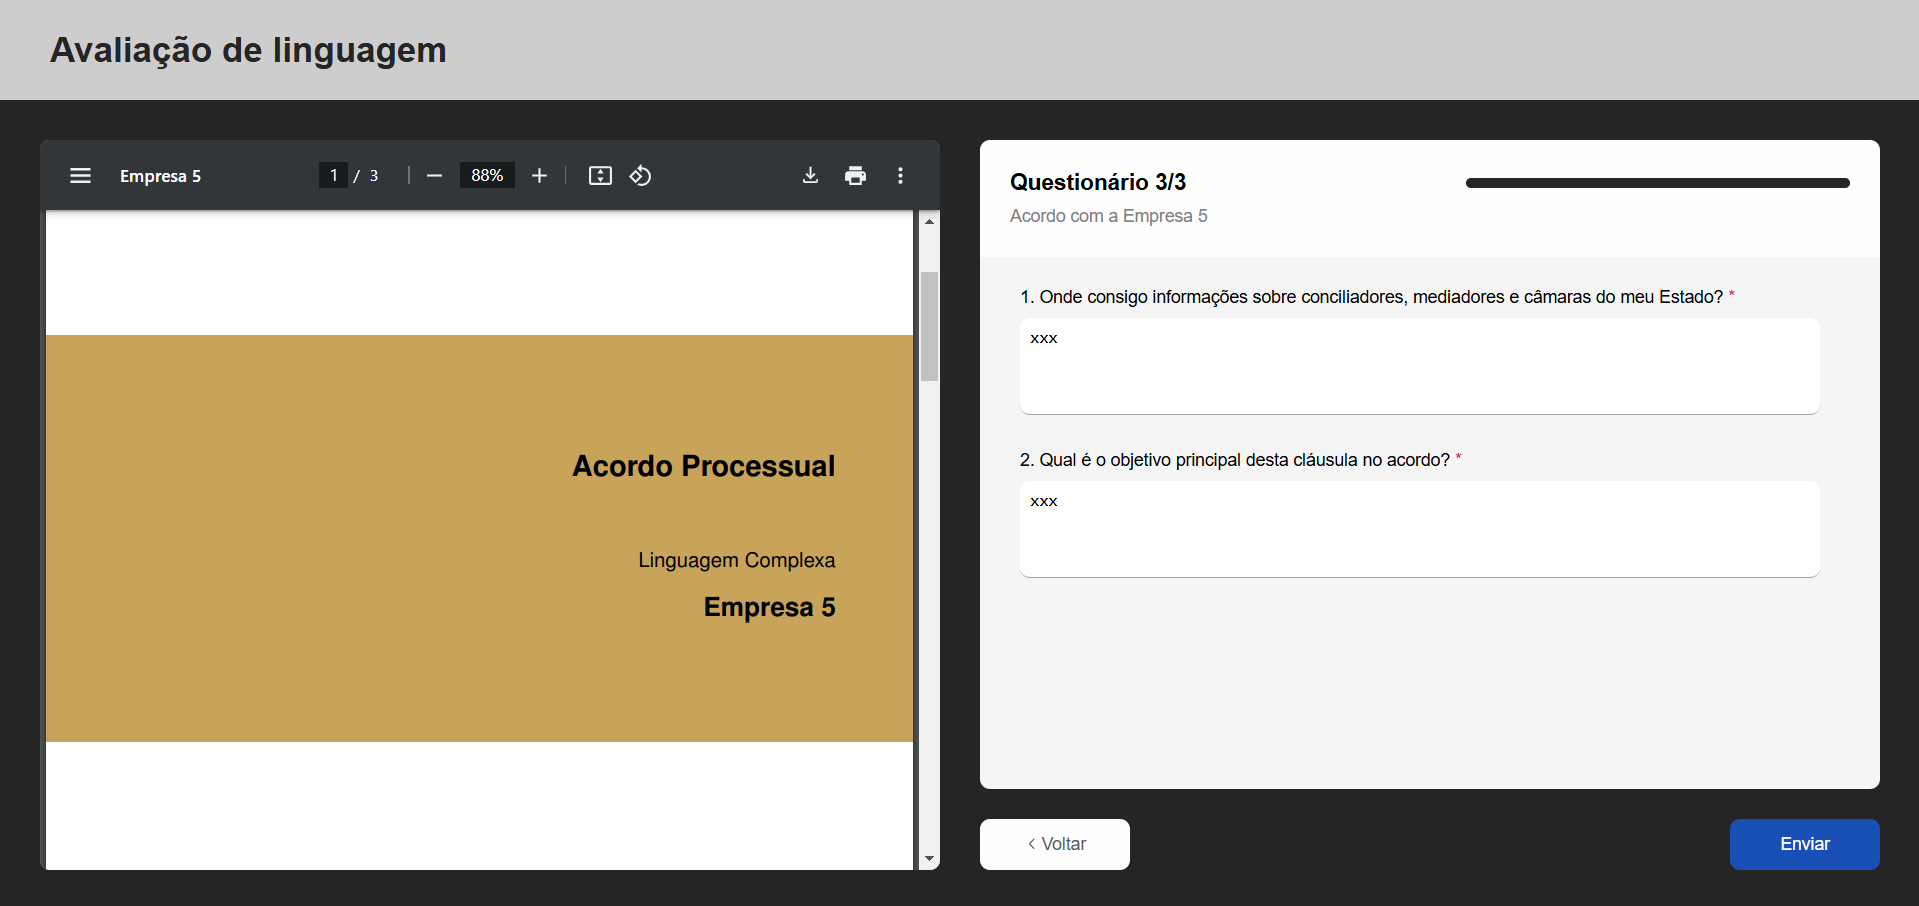 Avaliação de linguagem
Empresa 5
1 / 3
88%
Acordo Processual
Linguagem Complexa
Empresa 5
Questionário 3/3
Acordo com a Empresa 5
1. Onde consigo informações sobre conciliadores, mediadores e câmaras do meu Estado? *
xxx
2. Qual é o objetivo principal desta cláusula no acordo? *
xxx
< Voltar
Enviar